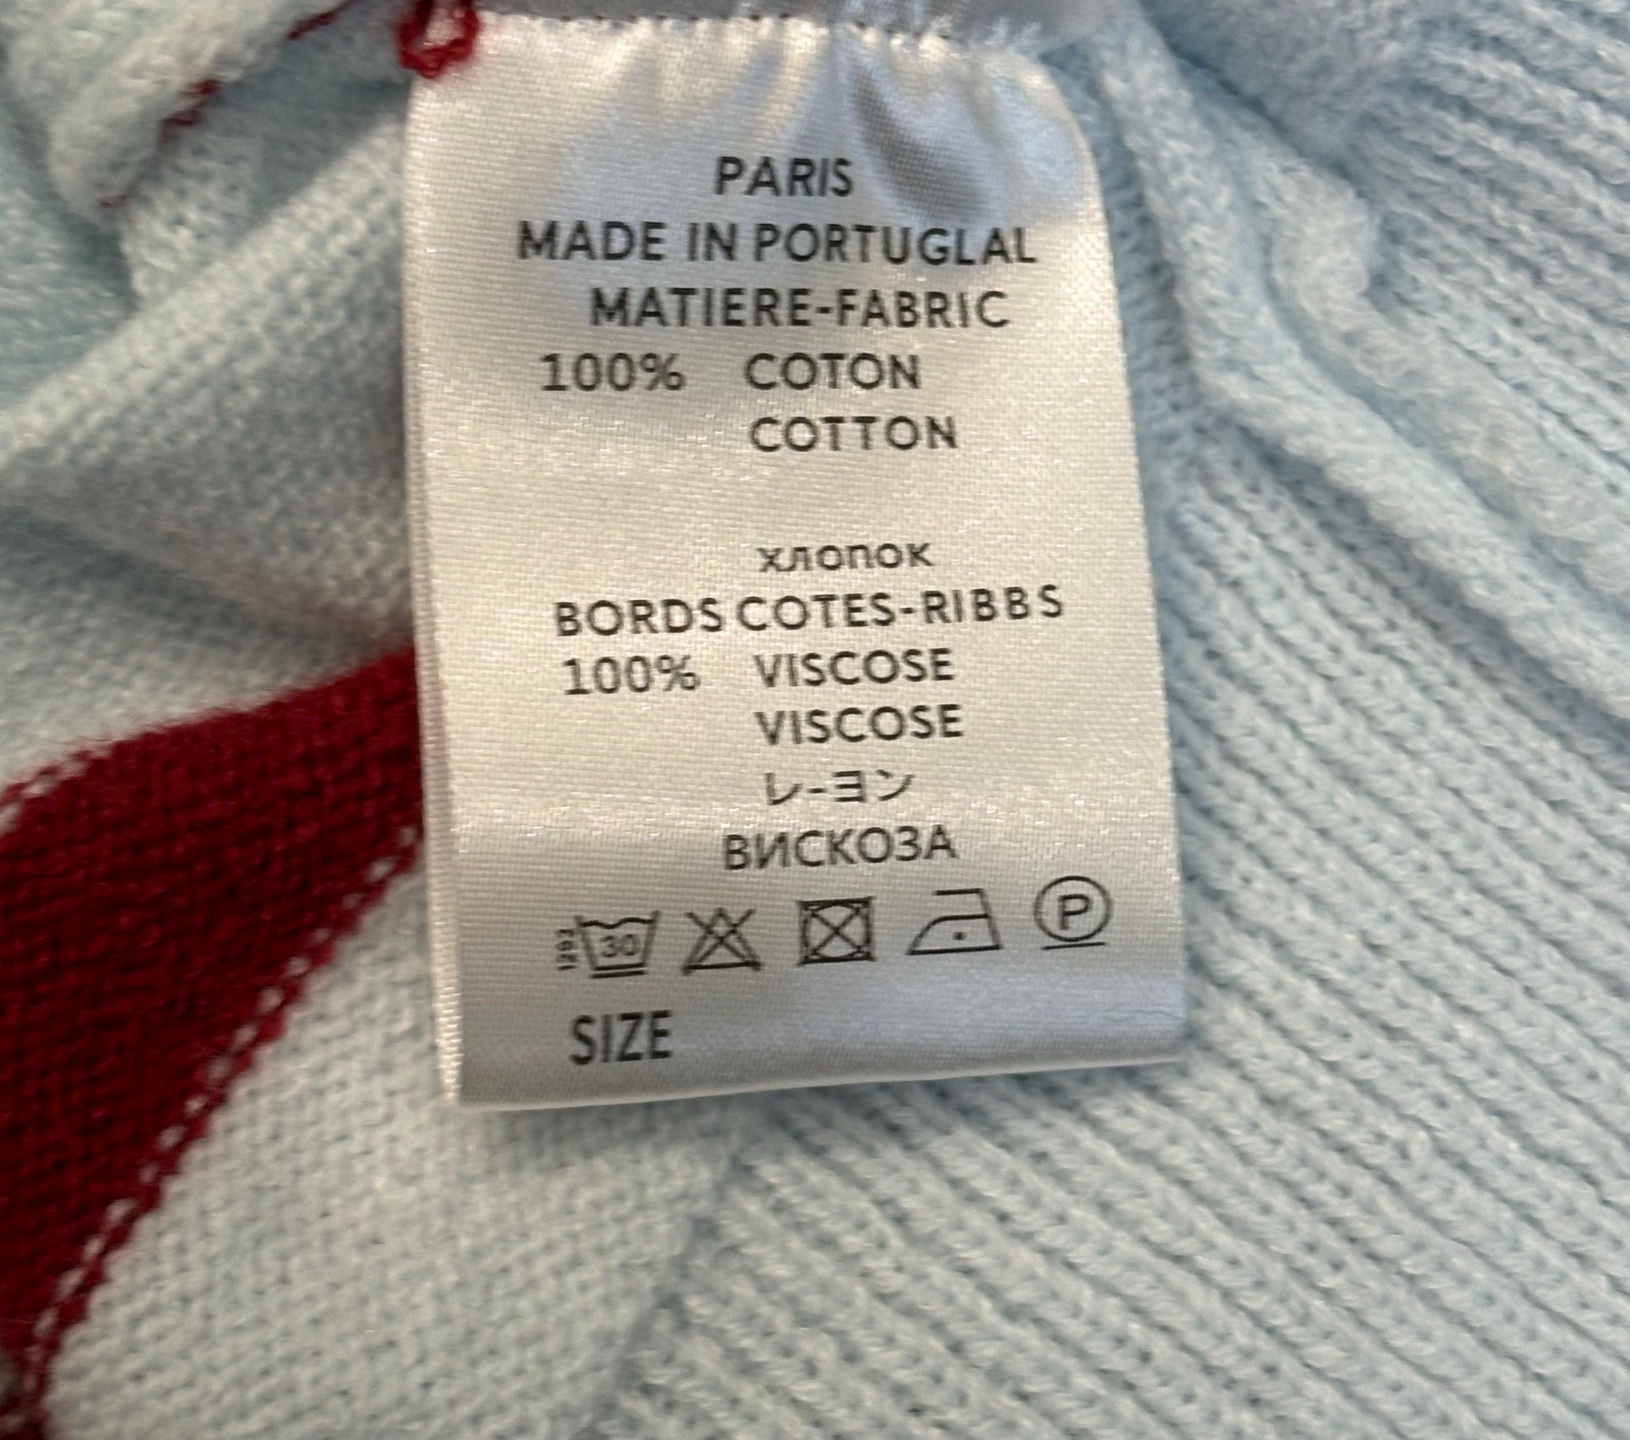 PARIS
MADE IN PORTUGLAL
MATIERE-FABRIC
100% COTON
COTTON
хлопок
BORDS COTES-RIBBS
100% VISCOSE
VISCOSE
レ-ヨン
ВИСКОЗА
1202 30 P
SIZE